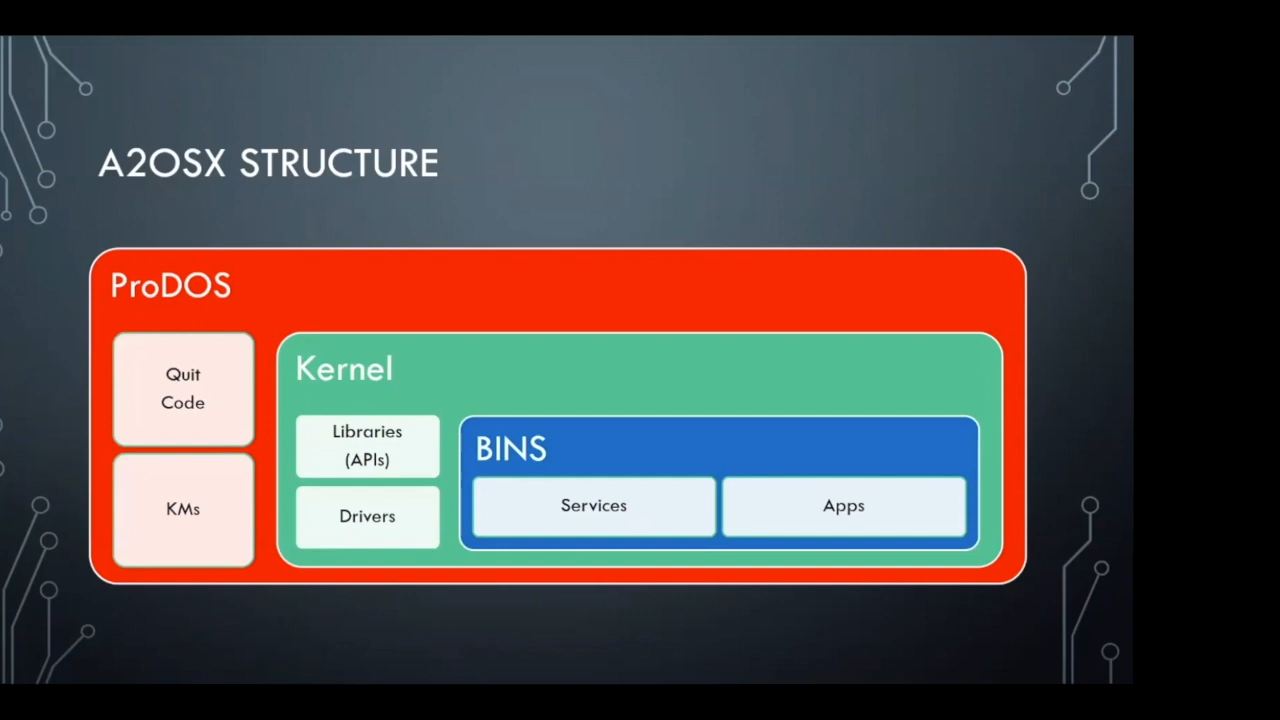 A2OSX STRUCTURE
ProDOS
Quit
Code
KMs
Kernel
Libraries
(APIs)
Drivers
BINS
Services
Apps